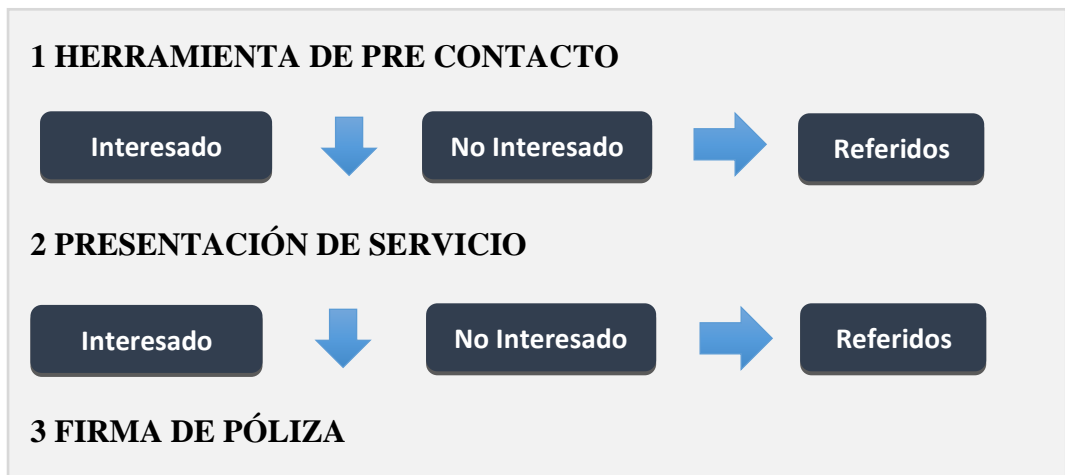 1 HERRAMIENTA DE PRE CONTACTO
Interesado No Interesado Referidos
2 PRESENTACIÓN DE SERVICIO
Interesado No Interesado Referidos
3 FIRMA DE PÓLIZA